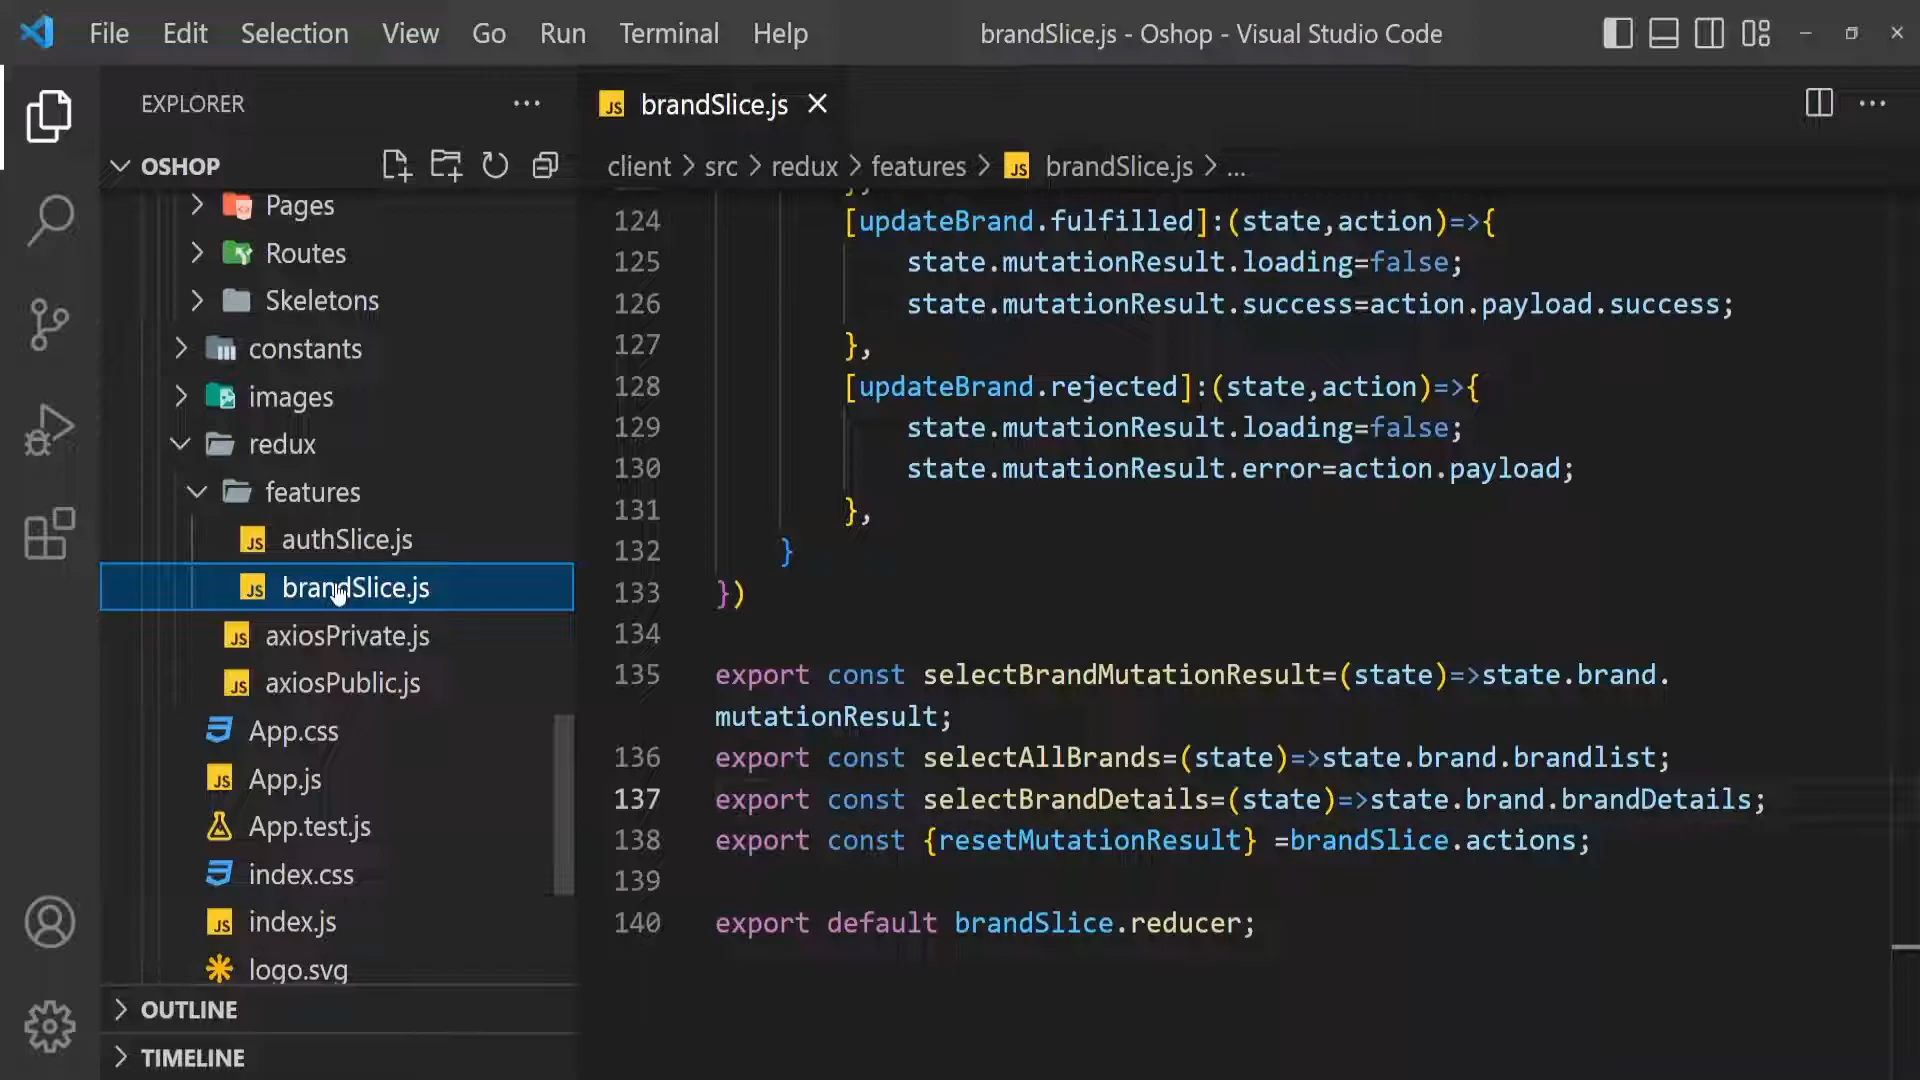 File Edit Selection View Go Run Terminal Help
brandSlice.js - Oshop - Visual Studio Code
EXPLORER
OSHOP
Pages
Routes
Skeletons
constants
images
redux
features
authSlice.js
brandSlice.js
axiosPrivate.js
axiosPublic.js
App.css
App.js
App.test.js
index.css
index.js
logo.svg
OUTLINE
TIMELINE
brandSlice.js
client > src > redux > features > JS brandSlice.js > ...
124 [updateBrand.fulfilled]:(state,action)=>{
125 state.mutationResult.loading=false;
126 state.mutationResult.success=action.payload.success;
127 },
128 [updateBrand.rejected]:(state,action)=>{
129 state.mutationResult.loading=false;
130 state.mutationResult.error=action.payload;
131 },
132 }
133 })
134
135 export const selectBrandMutationResult=(state)=>state.brand.
mutationResult;
136 export const selectAllBrands=(state)=>state.brand.brandlist;
137 export const selectBrandDetails=(state)=>state.brand.brandDetails;
138 export const {resetMutationResult} =brandSlice.actions;
139
140 export default brandSlice.reducer;